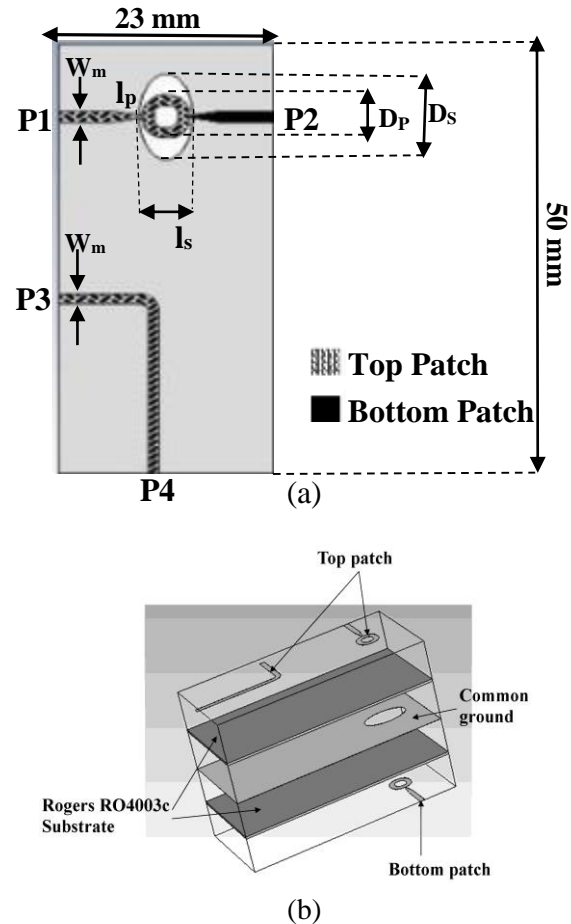 23 mm
Wm
lp
P1
P2
DP
DS
ls
Wm
P3
50 mm
Top Patch
Bottom Patch
P4
(a)
Top patch
Common
ground
Rogers RO4003c
Substrate
Bottom patch
(b)